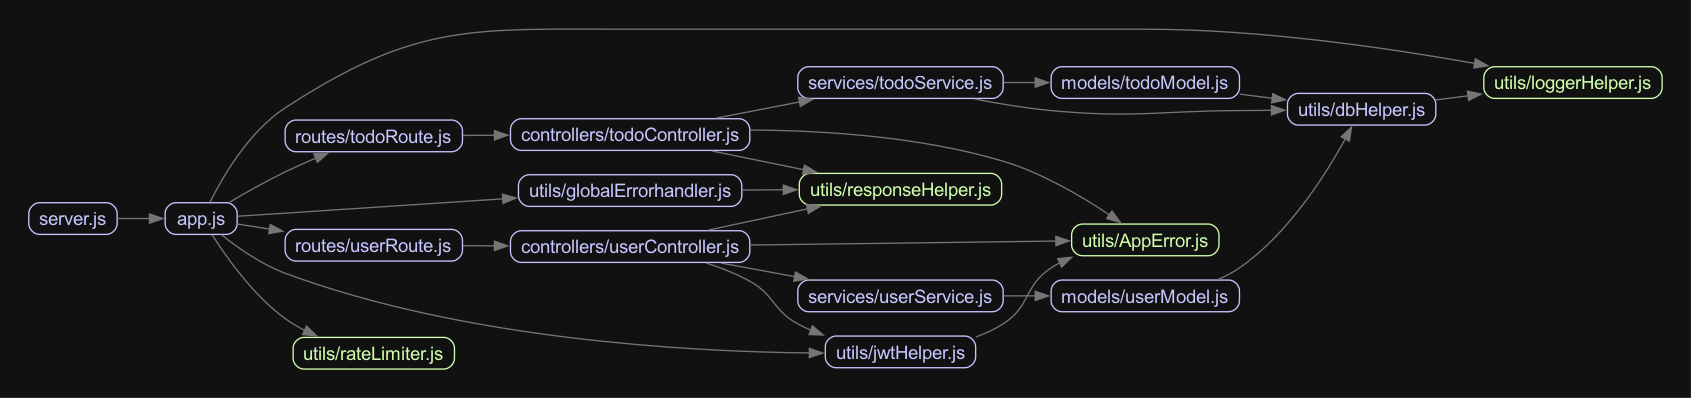 server.js
app.js
routes/todoRoute.js
utils/globalErrorhandler.js
routes/userRoute.js
utils/rateLimiter.js
controllers/todoController.js
controllers/userController.js
services/todoService.js
utils/responseHelper.js
services/userService.js
utils/jwtHelper.js
models/todoModel.js
utils/AppError.js
models/userModel.js
utils/dbHelper.js
utils/loggerHelper.js